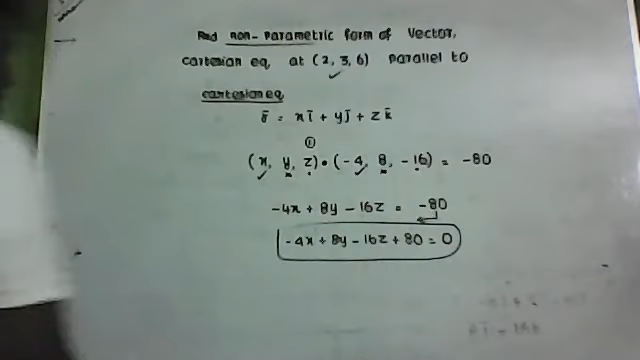 And non-Parametric form of Vector,
cartesian eq at (2, 3, 6) Parallel to
cartesian eq
r̄ = xī + yj̄ + zk̄
①
(x, y, z)•(-4, 8, -16) = -80
-4x + 8y - 16z = -80
-4x + 8y - 16z + 80 = 0